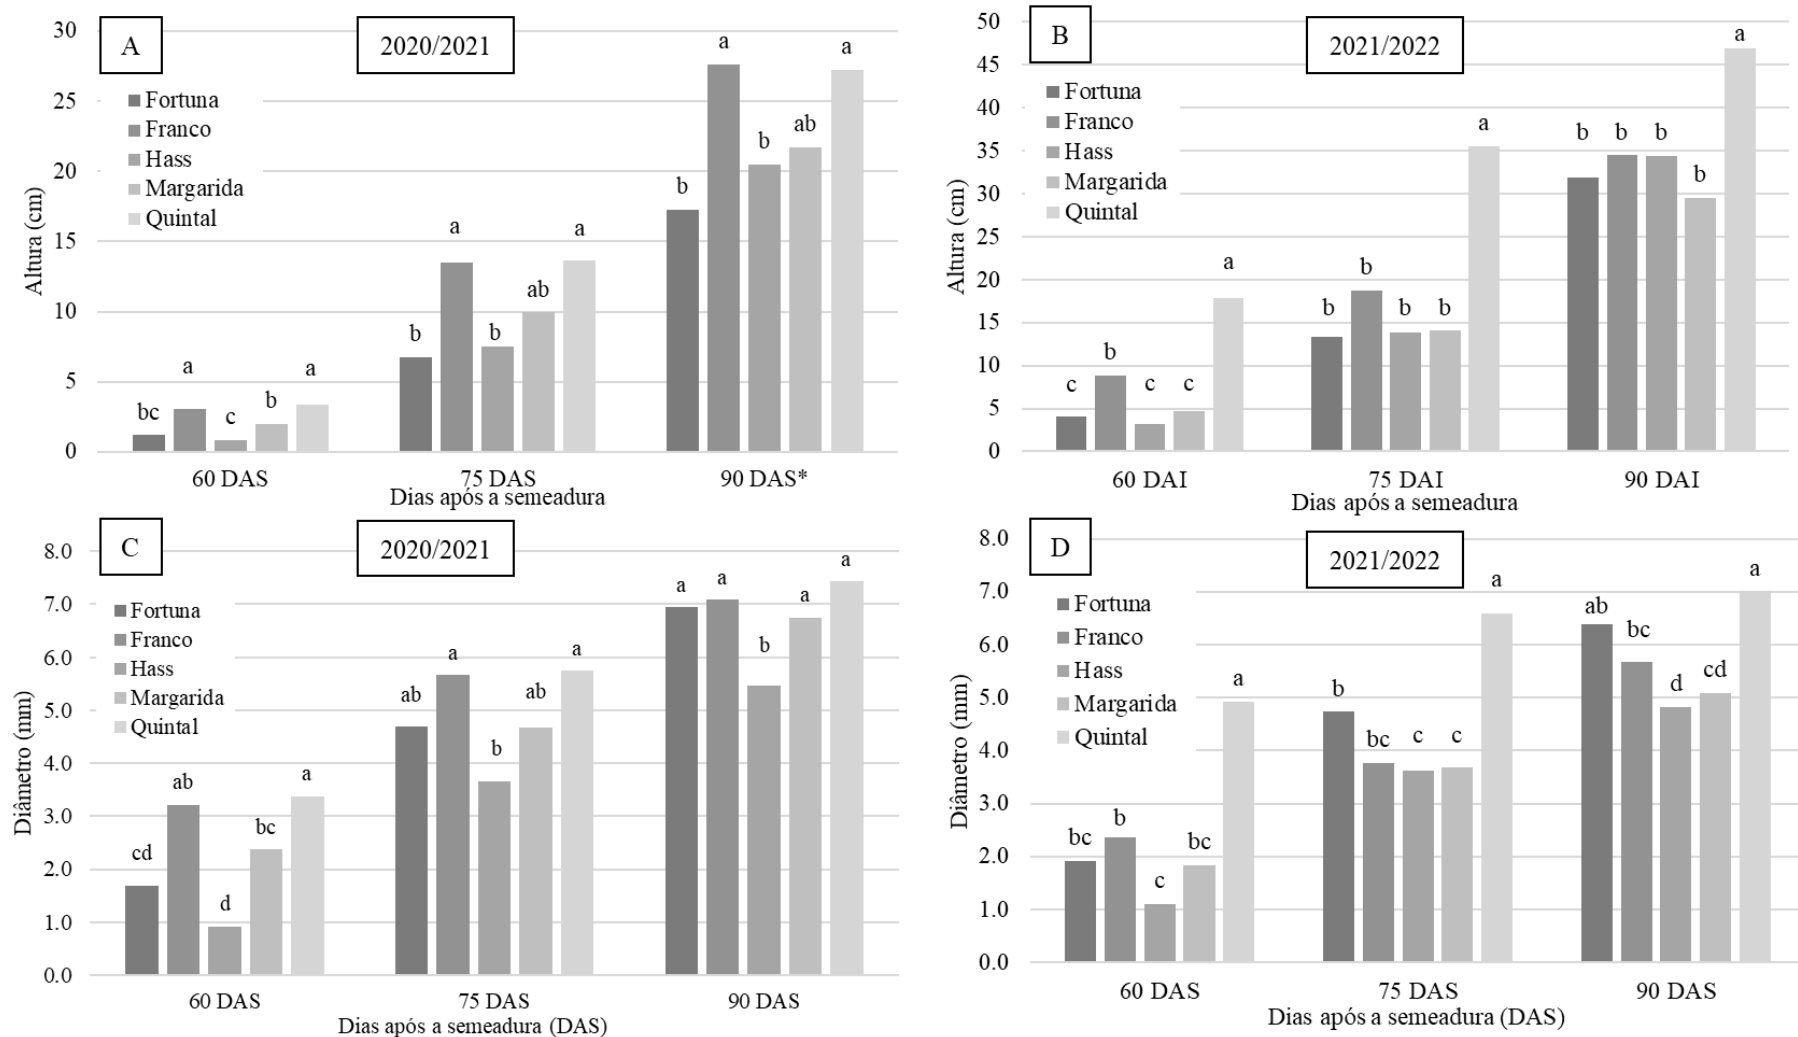 A
2020/2021
Fortuna
Franco
Hass
Margarida
Quintal
Altura (cm)
30
25
20
15
10
5
0
bc
a
c
b
a
b
a
b
ab
a
b
a
b
ab
a
60 DAS
75 DAS
90 DAS*
Dias após a semeadura
B
2021/2022
Fortuna
Franco
Hass
Margarida
Quintal
Altura (cm)
50
45
40
35
30
25
20
15
10
5
0
c
b
c
c
a
b
b
b
b
a
b
b
b
b
a
60 DAI
75 DAI
90 DAI
Dias após a semeadura
C
2020/2021
Fortuna
Franco
Hass
Margarida
Quintal
Diâmetro (mm)
8.0
7.0
6.0
5.0
4.0
3.0
2.0
1.0
0.0
cd
ab
d
bc
a
ab
a
b
ab
a
a
a
b
a
a
60 DAS
75 DAS
90 DAS
Dias após a semeadura (DAS)
D
2021/2022
Fortuna
Franco
Hass
Margarida
Quintal
Diâmetro (mm)
8.0
7.0
6.0
5.0
4.0
3.0
2.0
1.0
0.0
bc
b
c
bc
a
b
bc
c
c
a
ab
bc
d
cd
a
60 DAS
75 DAS
90 DAS
Dias após a semeadura (DAS)